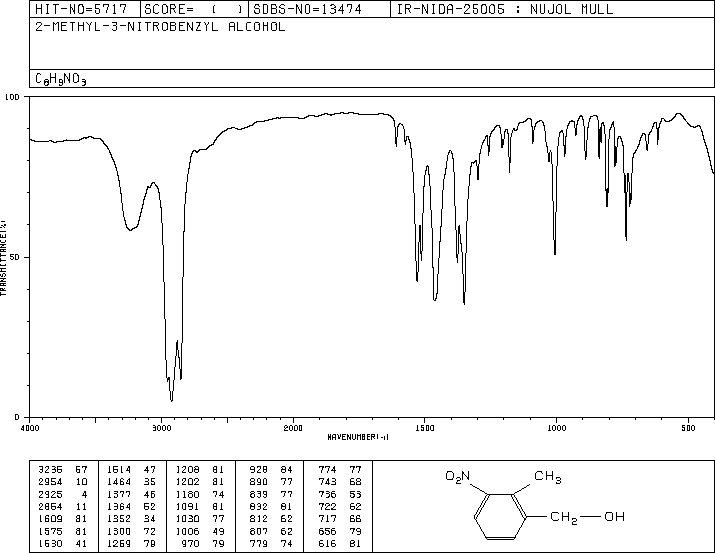 HIT-NO=5717 SCORE= ( ) SDBS-NO=13474 IR-NIDA-25005 : NUJOL MULL
2-METHYL-3-NITROBENZYL ALCOHOL
C8H9NO3
TRANSMITTANCE(%)
100
50
0
4000 3000 2000 1500 1000 500
WAVENUMBER(-1)
3236 57 1514 47 1208 81 928 84 774 77
2954 10 1464 35 1202 81 890 77 743 68
2925 4 1377 46 1180 74 839 77 736 53
2854 11 1364 52 1091 81 832 81 722 62
1609 81 1352 34 1030 77 812 62 717 66
1575 81 1300 72 1006 49 807 62 656 79
1530 41 1259 79 970 79 779 74 616 81
O2N CH3
CH2 OH